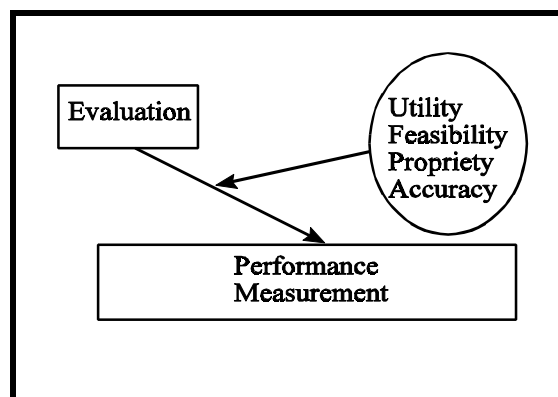 Evaluation
Utility
Feasibility
Propriety
Accuracy
Performance
Measurement